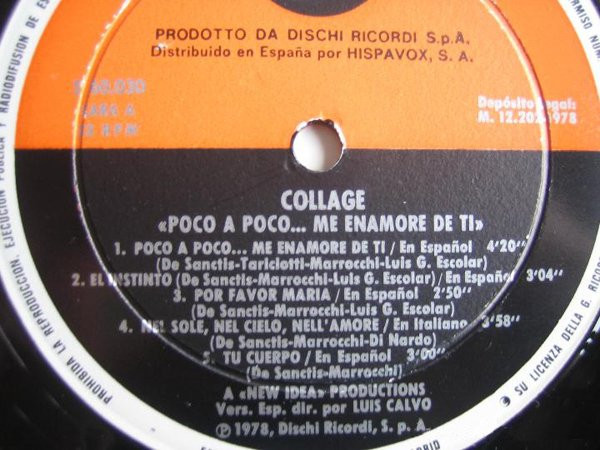 PRODOTTO DA DISCHI RICORDI S.p.A.
Distribuido en España por HISPAVOX, S. A.
Depósito Legal:
COLLAGE
«POCO A POCO... ME ENAMORE DE TI»
1. POCO A POCO... ME ENAMORE DE TI / En Español 4'20''
(De Sanctis-Tariciotti-Marrocchi-Luis G. Escolar)
2. EL INSTINTO (De Sanctis-Marrocchi-Luis G. Escolar) / En Español 3'04''
3. POR FAVOR MARIA / En Español 2'50''
(De Sanctis-Marrocchi-Luis G. Escolar)
4. NEL SOLE, NEL CIELO, NELL'AMORE / En Italiano 3'58''
(De Sanctis-Marrocchi-Di Nardo)
5. TU CUERPO / En Español 3'00''
(De Sanctis-Marrocchi)
A «NEW IDEA» PRODUCTIONS
Vers. Esp. dir. por LUIS CALVO
℗ 1978, Dischi Ricordi, S. p. A.
PROHIBIDA LA REPRODUCCION, EJECUCION PUBLICA Y RADIODIFUSION DE
SU LICENZA DELLA G. RICORDI